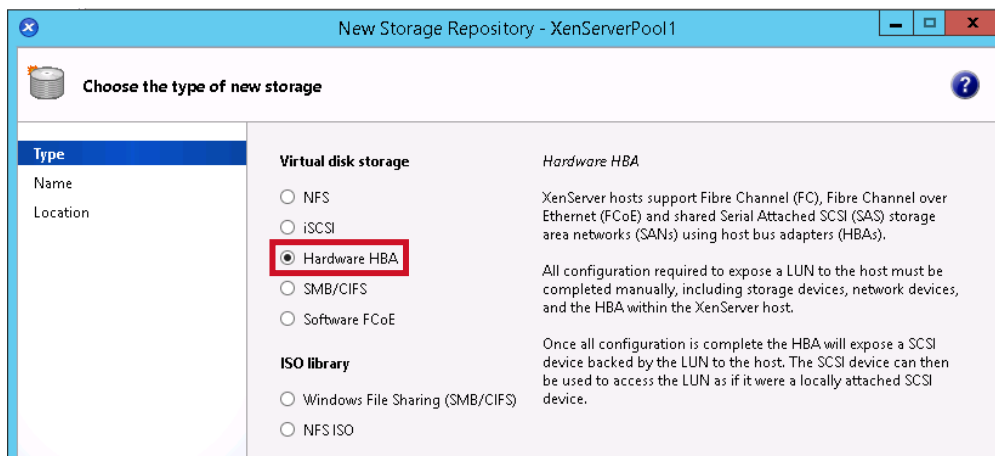 New Storage Repository - XenServerPool1
Choose the type of new storage
?
Type
Name
Location
Virtual disk storage
NFS
iSCSI
Hardware HBA
SMB/CIFS
Software FCoE
ISO library
Windows File Sharing (SMB/CIFS)
NFS ISO
Hardware HBA
XenServer hosts support Fibre Channel (FC), Fibre Channel over
Ethernet (FCoE) and shared Serial Attached SCSI (SAS) storage
area networks (SANs) using host bus adapters (HBAs).
All configuration required to expose a LUN to the host must be
completed manually, including storage devices, network devices,
and the HBA within the XenServer host.
Once all configuration is complete the HBA will expose a SCSI
device backed by the LUN to the host. The SCSI device can then
be used to access the LUN as if it were a locally attached SCSI
device.